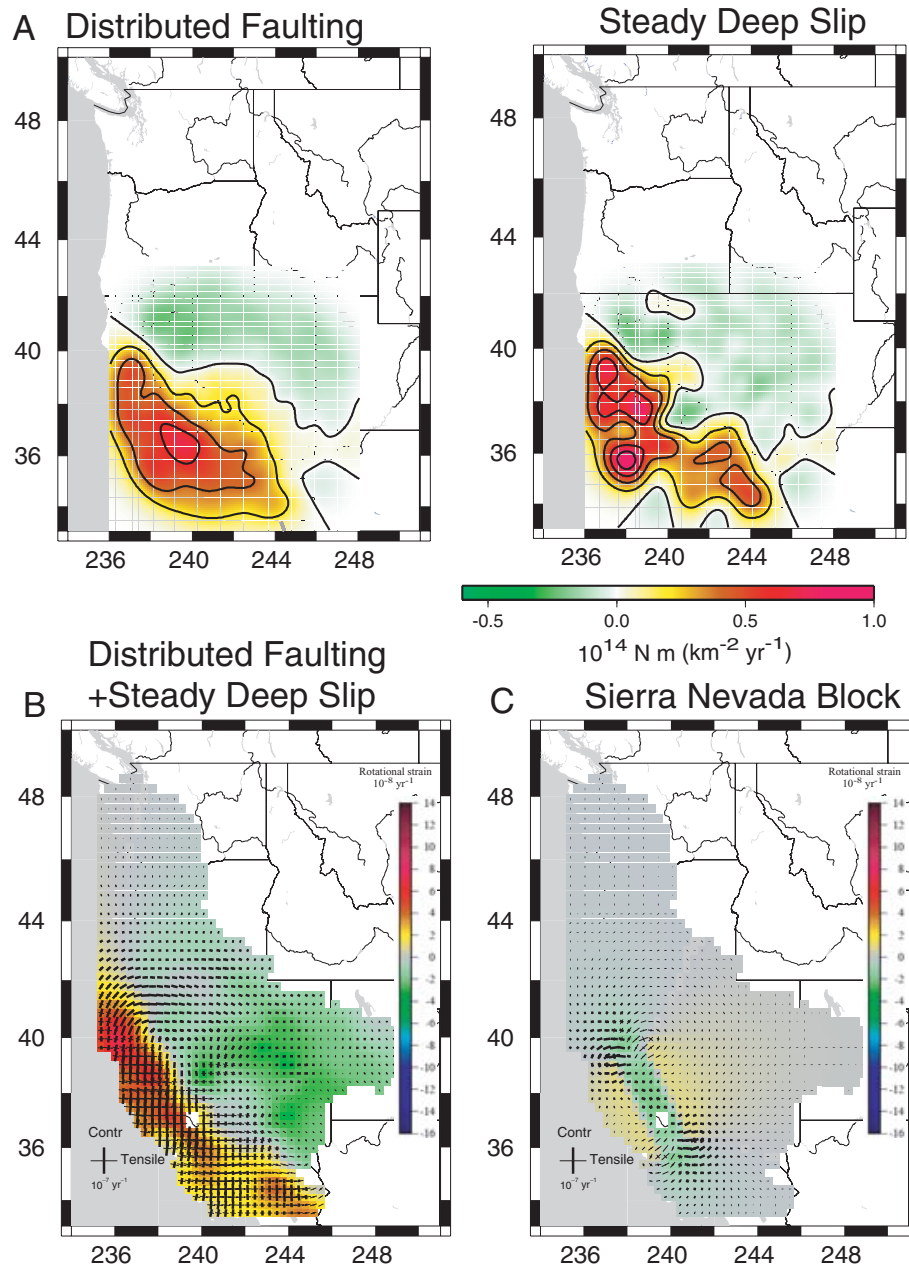 A Distributed Faulting
Steady Deep Slip
48
44
40
36
236 240 244 248
48
44
40
36
236 240 244 248
-0.5 0.0 0.5 1.0
10¹⁴ N m (km⁻² yr⁻¹)
B Distributed Faulting
+Steady Deep Slip
C Sierra Nevada Block
Rotational strain
10⁻⁸ yr⁻¹
14
12
10
8
6
4
2
0
-2
-4
-6
-8
-10
-12
-14
-16
48
44
40
36
Contr
Tensile
10⁻⁷ yr⁻¹
236 240 244 248
Rotational strain
10⁻⁸ yr⁻¹
14
12
10
8
6
4
2
0
-2
-4
-6
-8
-10
-12
-14
-16
48
44
40
36
Contr
Tensile
10⁻⁷ yr⁻¹
236 240 244 248